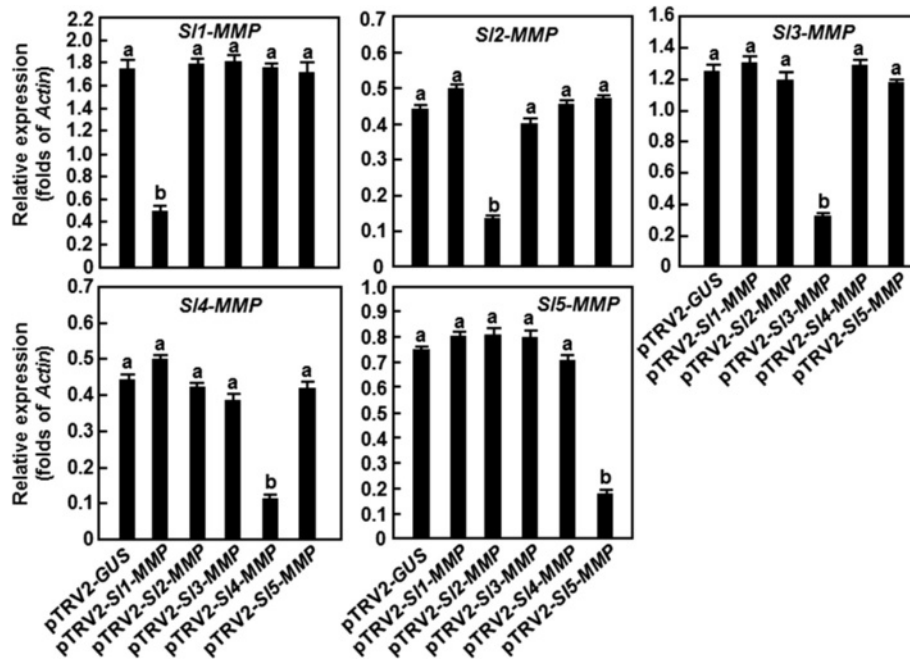 Relative expression
(folds of Actin)
2.2
2.0
1.8
1.6
1.4
1.2
1.0
0.8
0.6
0.4
0.2
0
Sl1-MMP
a
b
a
a
a
a
0.7
0.6
0.5
0.4
0.3
0.2
0.1
0
Sl2-MMP
a
a
b
a
a
a
1.6
1.4
1.2
1.0
0.8
0.6
0.4
0.2
0
Sl3-MMP
a
a
a
b
a
a
pTRV2-GUS
pTRV2-Sl1-MMP
pTRV2-Sl2-MMP
pTRV2-Sl3-MMP
pTRV2-Sl4-MMP
pTRV2-Sl5-MMP
Relative expression
(folds of Actin)
0.7
0.6
0.5
0.4
0.3
0.2
0.1
0
Sl4-MMP
a
a
a
a
b
a
pTRV2-GUS
pTRV2-Sl1-MMP
pTRV2-Sl2-MMP
pTRV2-Sl3-MMP
pTRV2-Sl4-MMP
pTRV2-Sl5-MMP
1.0
0.9
0.8
0.7
0.6
0.5
0.4
0.3
0.2
0.1
0
Sl5-MMP
a
a
a
a
a
b
pTRV2-GUS
pTRV2-Sl1-MMP
pTRV2-Sl2-MMP
pTRV2-Sl3-MMP
pTRV2-Sl4-MMP
pTRV2-Sl5-MMP